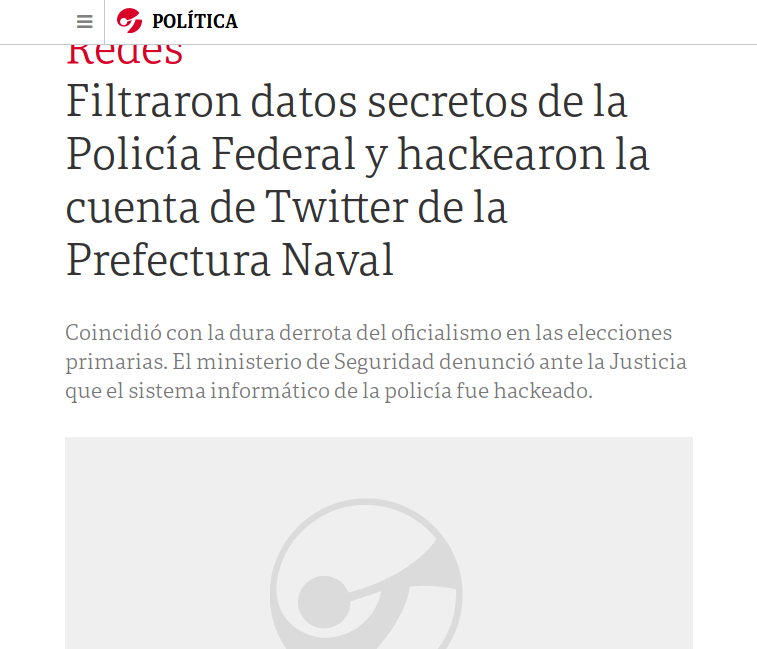 POLÍTICA
Redes
Filtraron datos secretos de la
Policía Federal y hackearon la
cuenta de Twitter de la
Prefectura Naval
Coincidió con la dura derrota del oficialismo en las elecciones
primarias. El ministerio de Seguridad denunció ante la Justicia
que el sistema informático de la policía fue hackeado.